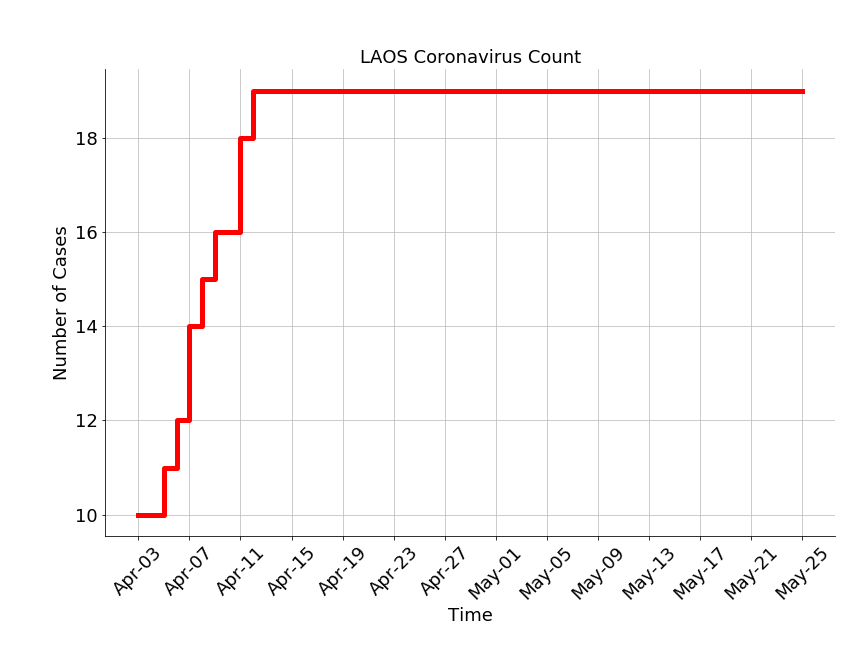 LAOS Coronavirus Count
Number of Cases
18
16
14
12
10
Apr-03
Apr-07
Apr-11
Apr-15
Apr-19
Apr-23
Apr-27
May-01
May-05
May-09
May-13
May-17
May-21
May-25
Time